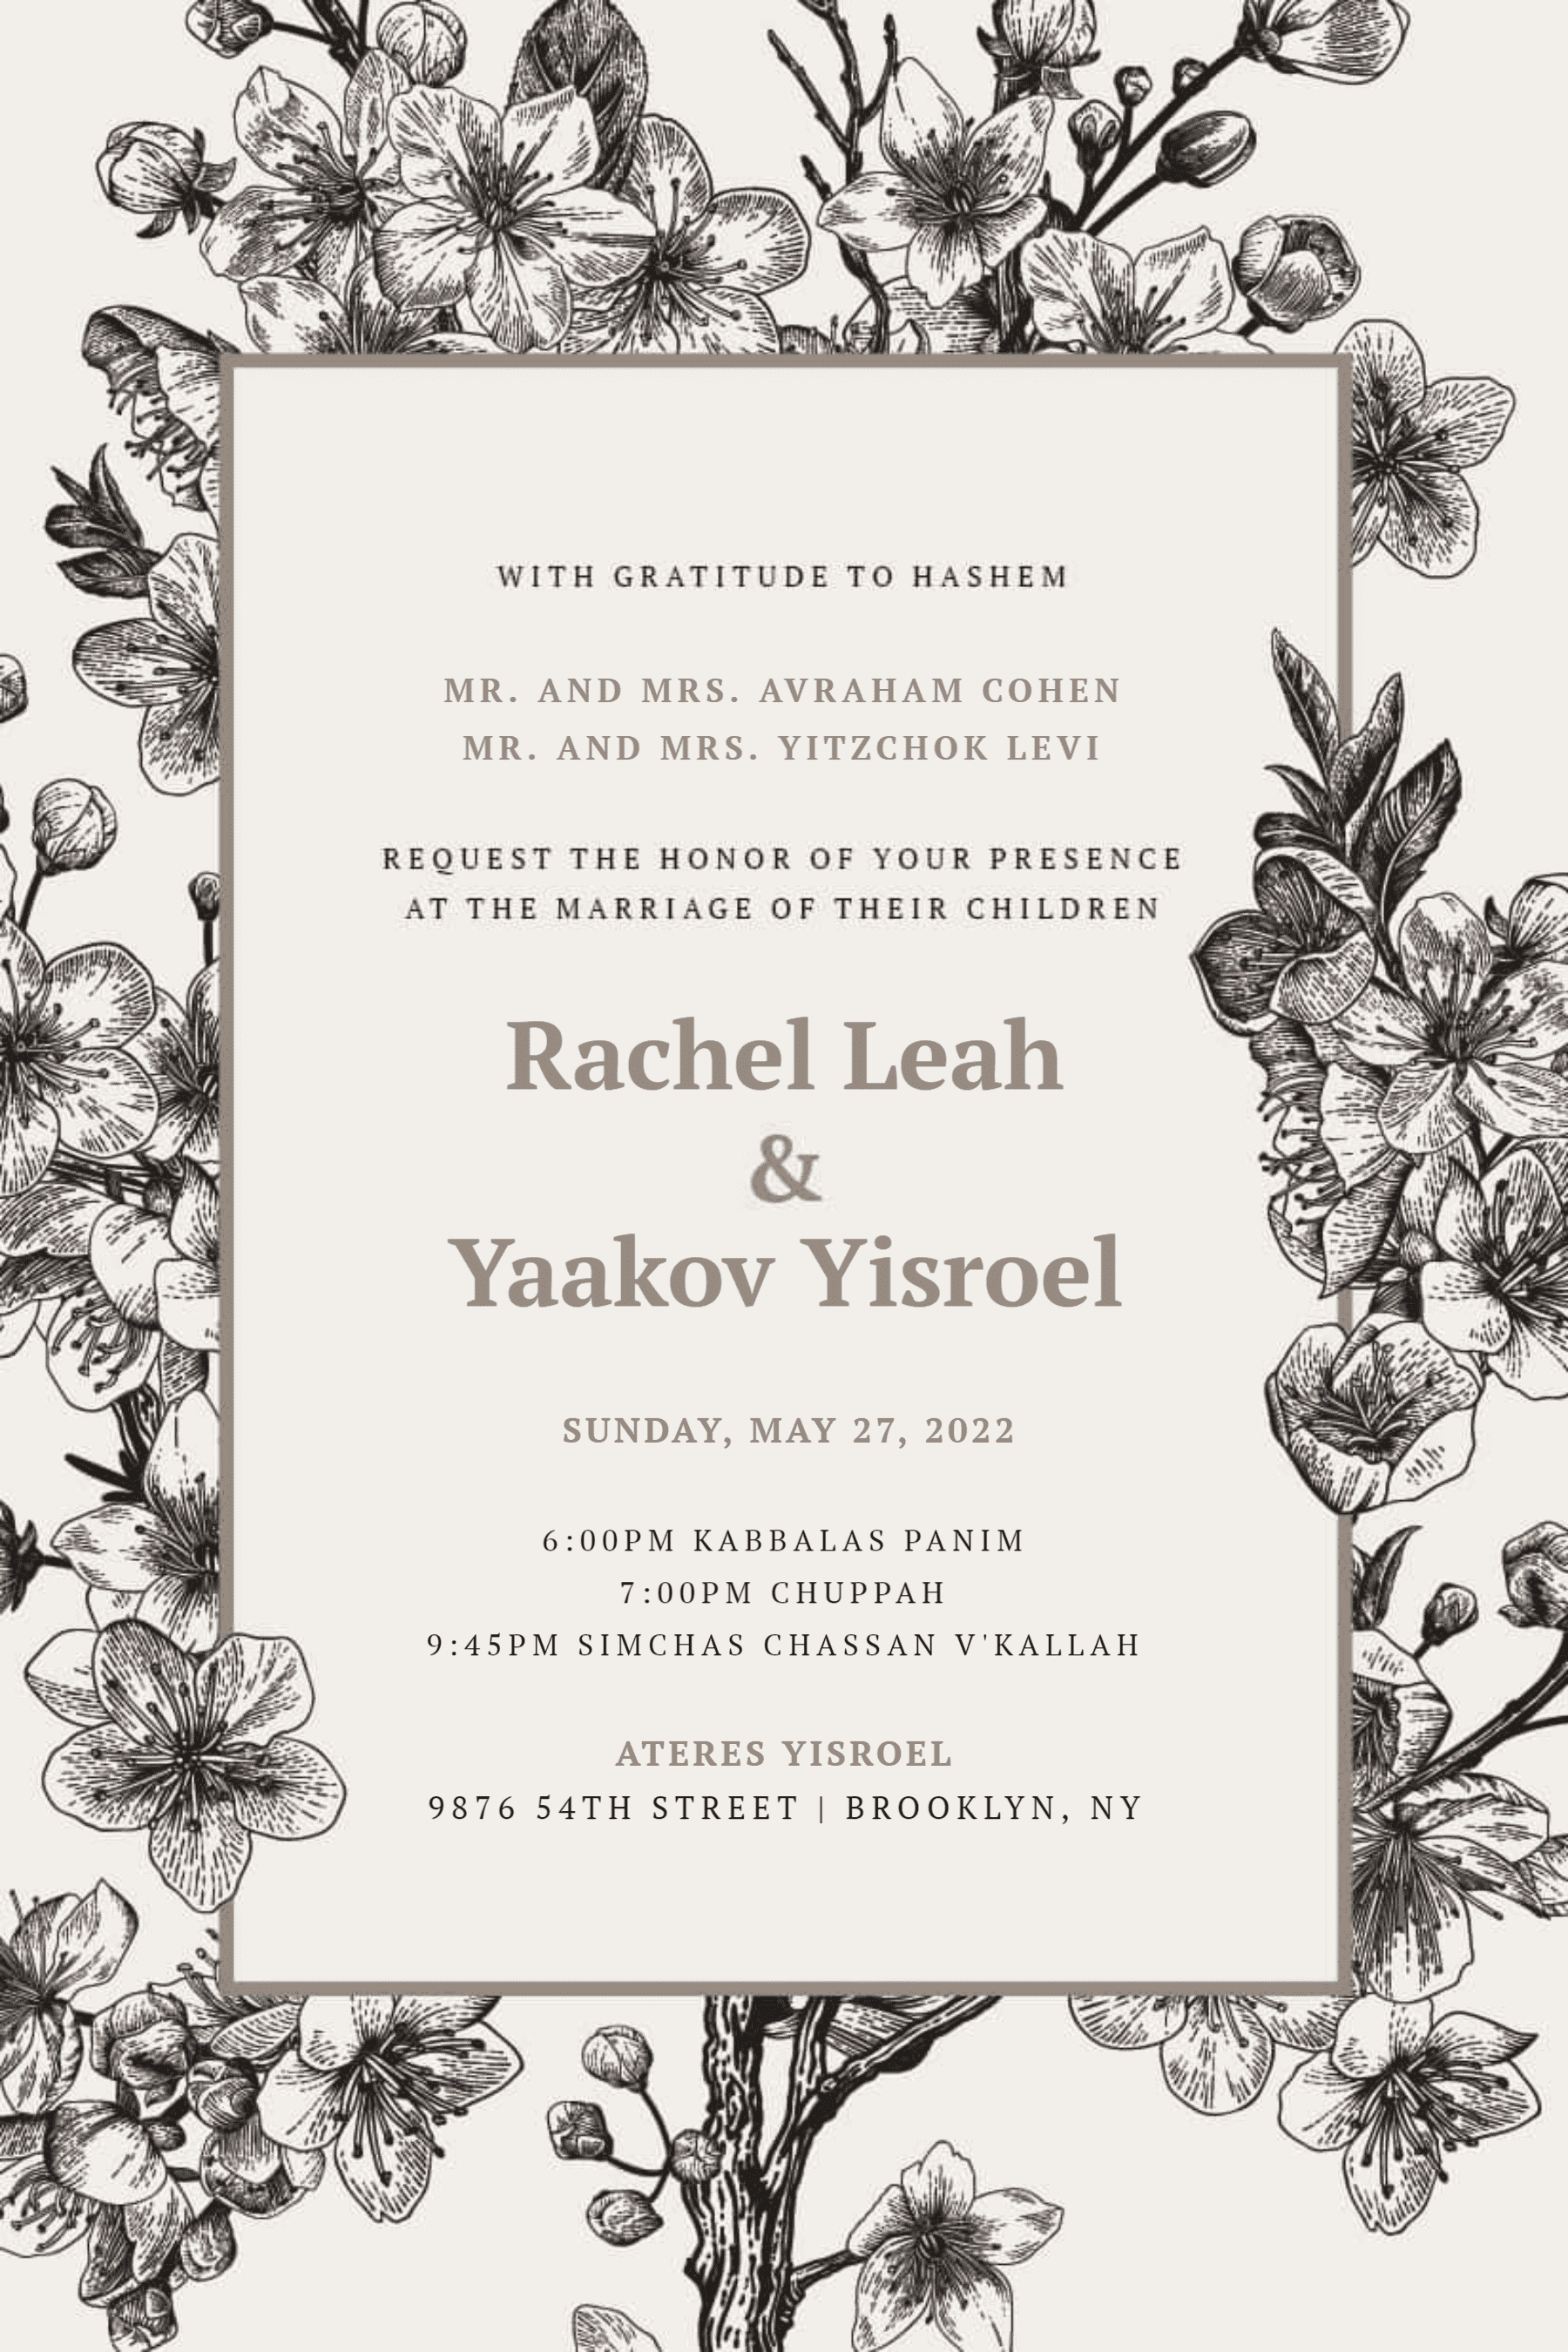 WITH GRATITUDE TO HASHEM
MR. AND MRS. AVRAHAM COHEN
MR. AND MRS. YITZCHOK LEVI
REQUEST THE HONOR OF YOUR PRESENCE
AT THE MARRIAGE OF THEIR CHILDREN
Rachel Leah
&
Yaakov Yisroel
SUNDAY, MAY 27, 2022
6:00PM KABBALAS PANIM
7:00PM CHUPPAH
9:45PM SIMCHAS CHASSAN V'KALLAH
ATERES YISROEL
9876 54TH STREET | BROOKLYN, NY